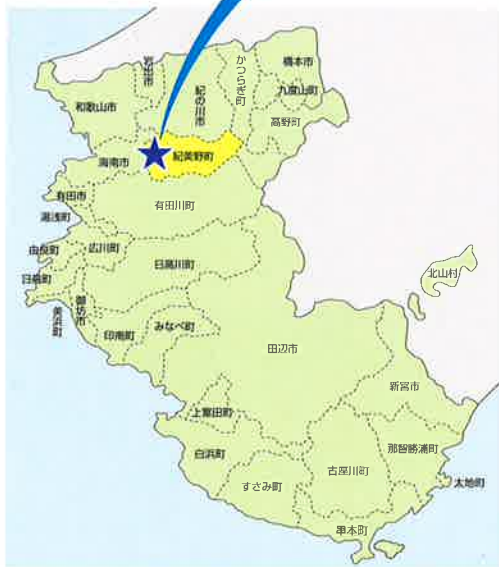 橋本市
かつらぎ町
岩出市
九度山町
紀の川市
和歌山市
高野町
紀美野町
海南市
有田市
有田川町
湯浅町
広川町
由良町
日高川町
北山村
日高町
御坊市
美浜町
印南町
みなべ町
田辺市
新宮市
上富田町
那智勝浦町
白浜町
古座川町
すさみ町
太地町
串本町